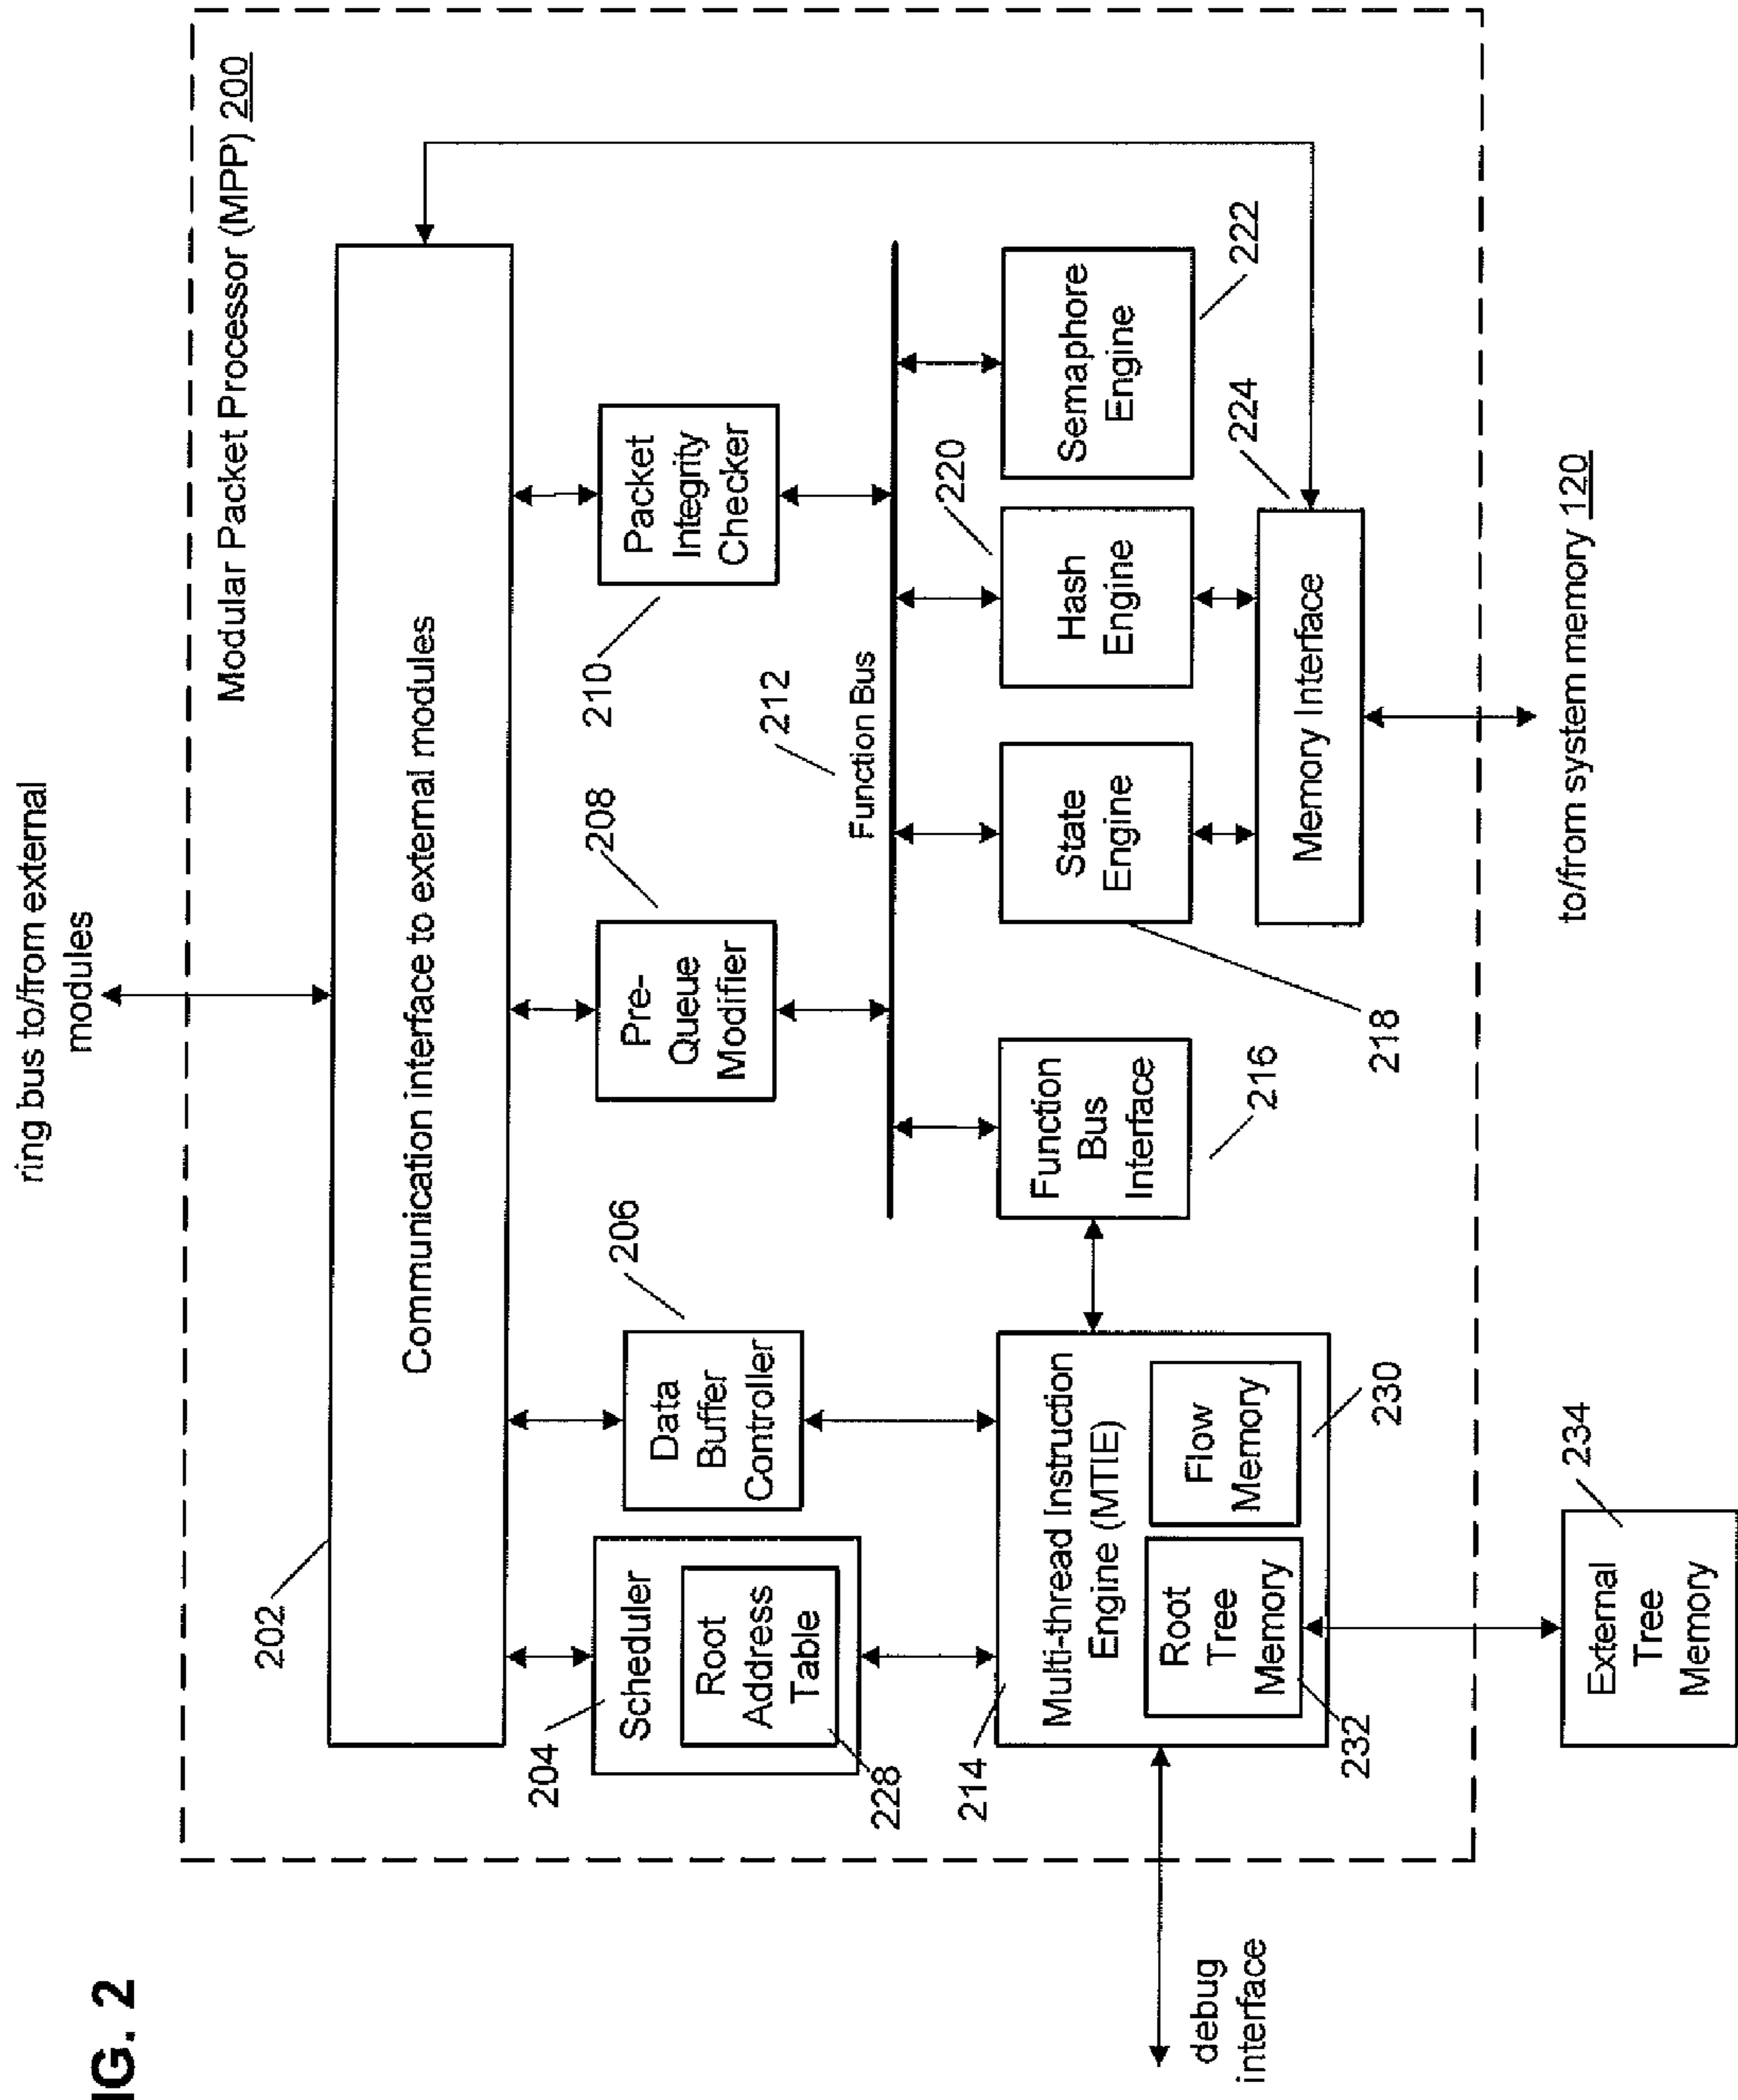 FIG. 2
ring bus to/from external
modules
Modular Packet Processor (MPP) 200
202
Communication interface to external modules
204
Scheduler
Root
Address
Table
228
Data
Buffer
Controller
206
Pre-
Queue
Modifier
208
Packet
Integrity
Checker
210
212
Function Bus
214
Multi-thread Instruction
Engine (MTIE)
Root
Tree
Memory
232
Flow
Memory
230
Function
Bus
Interface
216
State
Engine
218
Hash
Engine
220
Semaphore
Engine
222
Memory Interface
224
debug
interface
External
Tree
Memory
234
to/from system memory 120